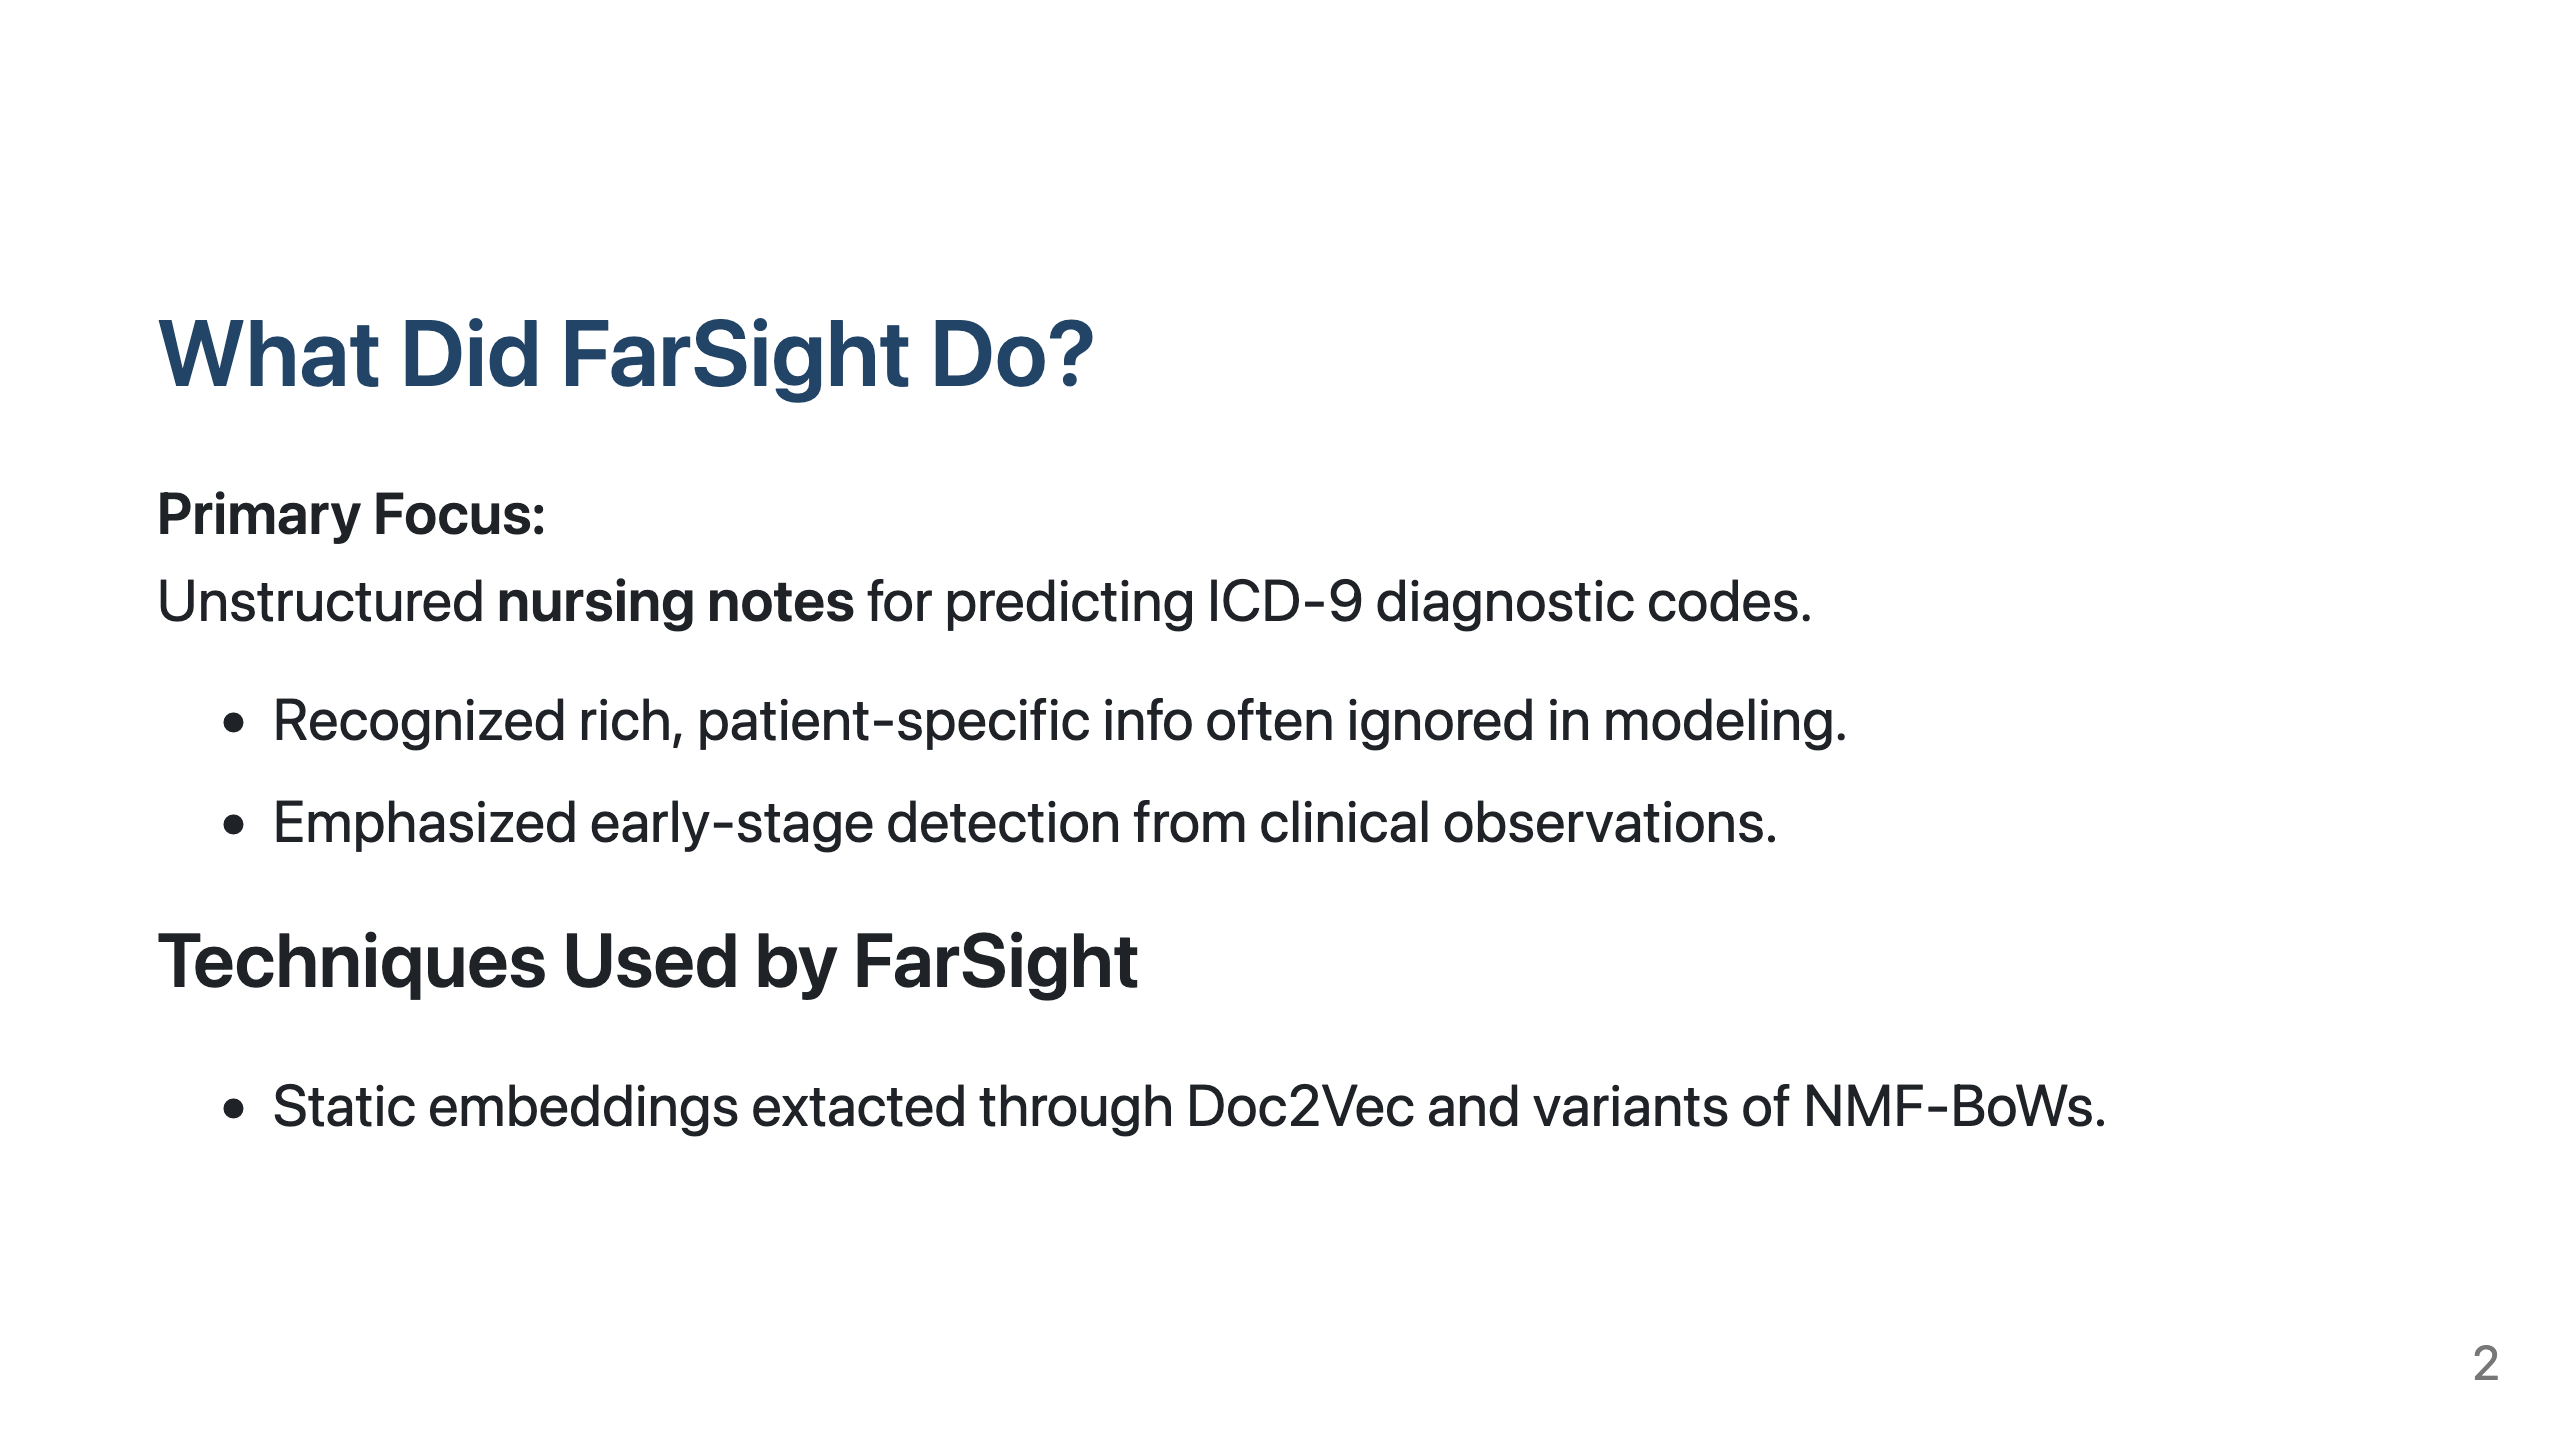 What Did FarSight Do?
Primary Focus:
Unstructured nursing notes for predicting ICD-9 diagnostic codes.
• Recognized rich, patient-specific info often ignored in modeling.
• Emphasized early-stage detection from clinical observations.
Techniques Used by FarSight
• Static embeddings extacted through Doc2Vec and variants of NMF-BoWs.
2